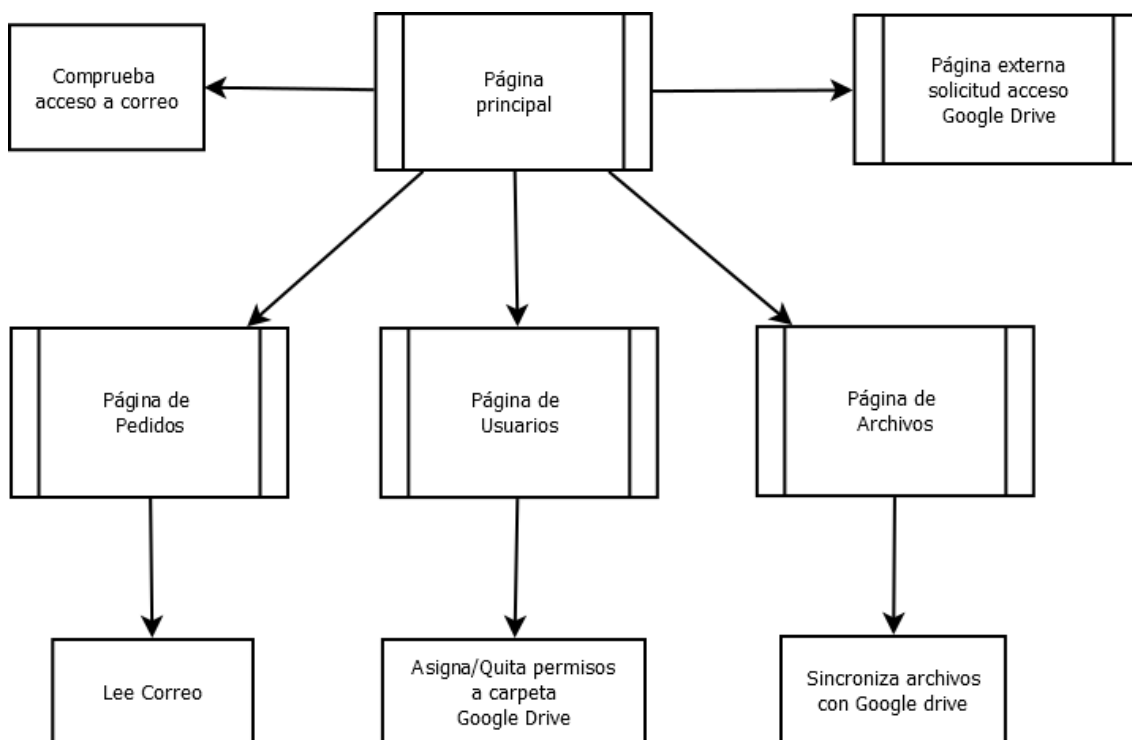 Comprueba
acceso a correo
Página
principal
Página externa
solicitud acceso
Google Drive
Página de
Pedidos
Página de
Usuarios
Página de
Archivos
Lee Correo
Asigna/Quita permisos
a carpeta
Google Drive
Sincroniza archivos
con Google drive